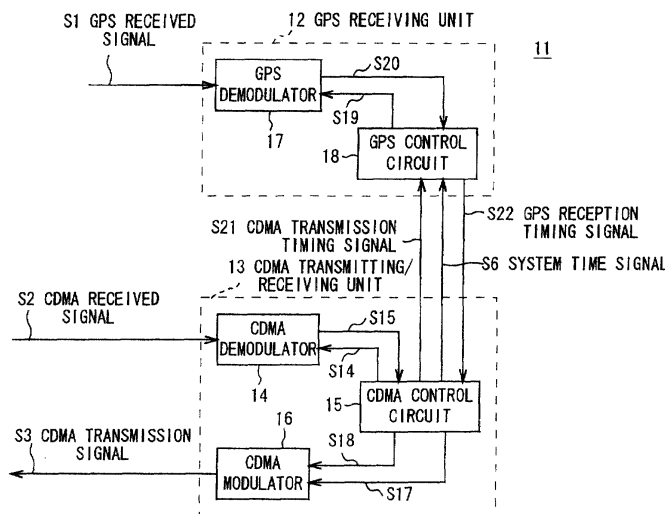 12 GPS RECEIVING UNIT
11
S1 GPS RECEIVED
SIGNAL
GPS
DEMODULATOR
17
S20
S19
18
GPS CONTROL
CIRCUIT
S21 CDMA TRANSMISSION
TIMING SIGNAL
S22 GPS RECEPTION
TIMING SIGNAL
S6 SYSTEM TIME SIGNAL
13 CDMA TRANSMITTING/
RECEIVING UNIT
S2 CDMA RECEIVED
SIGNAL
CDMA
DEMODULATOR
14
S15
S14
15
CDMA CONTROL
CIRCUIT
S3 CDMA TRANSMISSION
SIGNAL
16
CDMA
MODULATOR
S18
S17